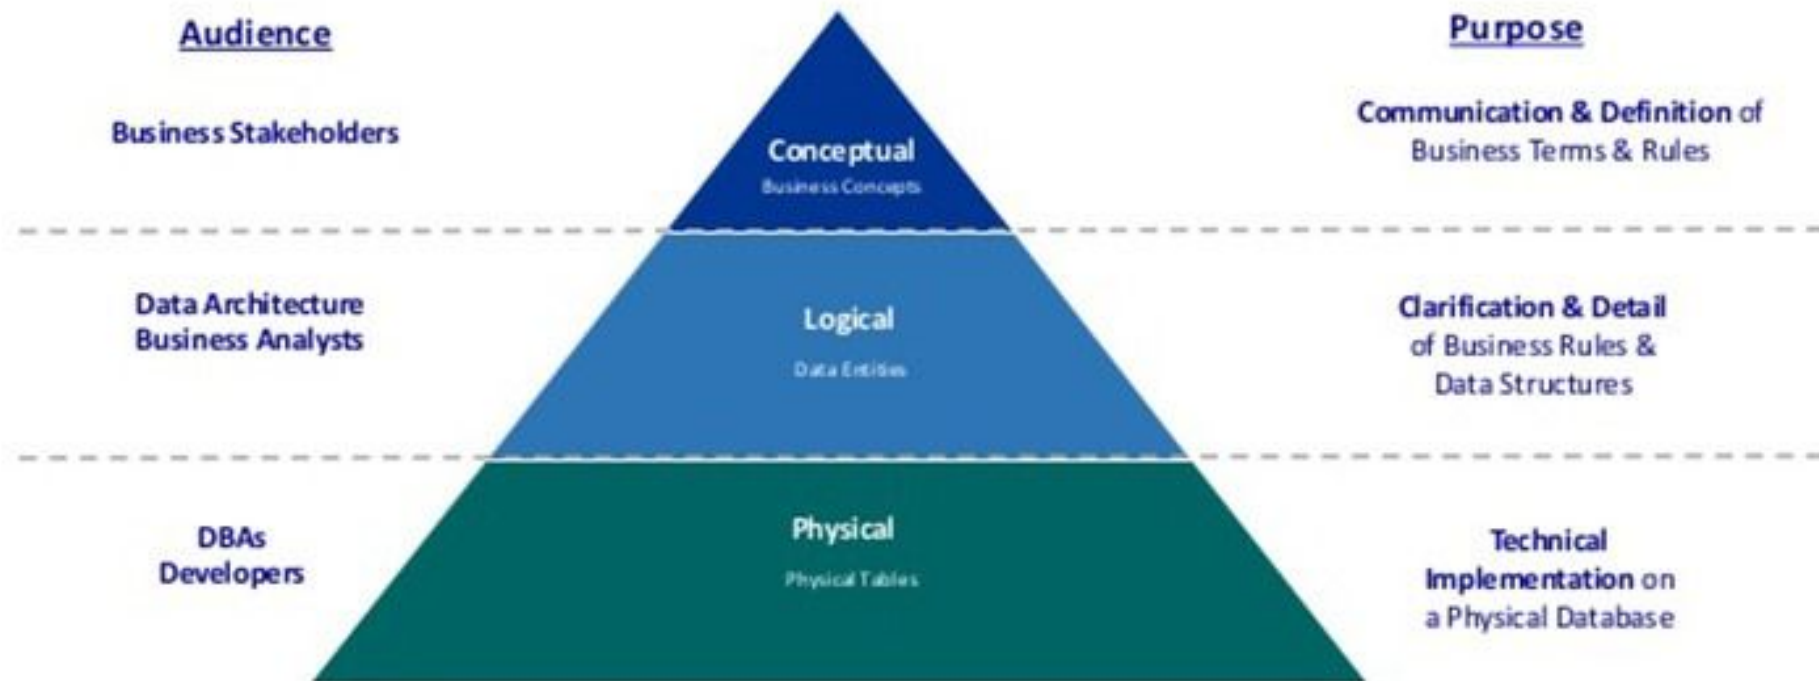 Audience
Purpose
Business Stakeholders
Conceptual
Business Concepts
Communication & Definition of
Business Terms & Rules
Data Architecture
Business Analysts
Logical
Data Entities
Clarification & Detail
of Business Rules &
Data Structures
DBAs
Developers
Physical
Physical Tables
Technical
Implementation on
a Physical Database